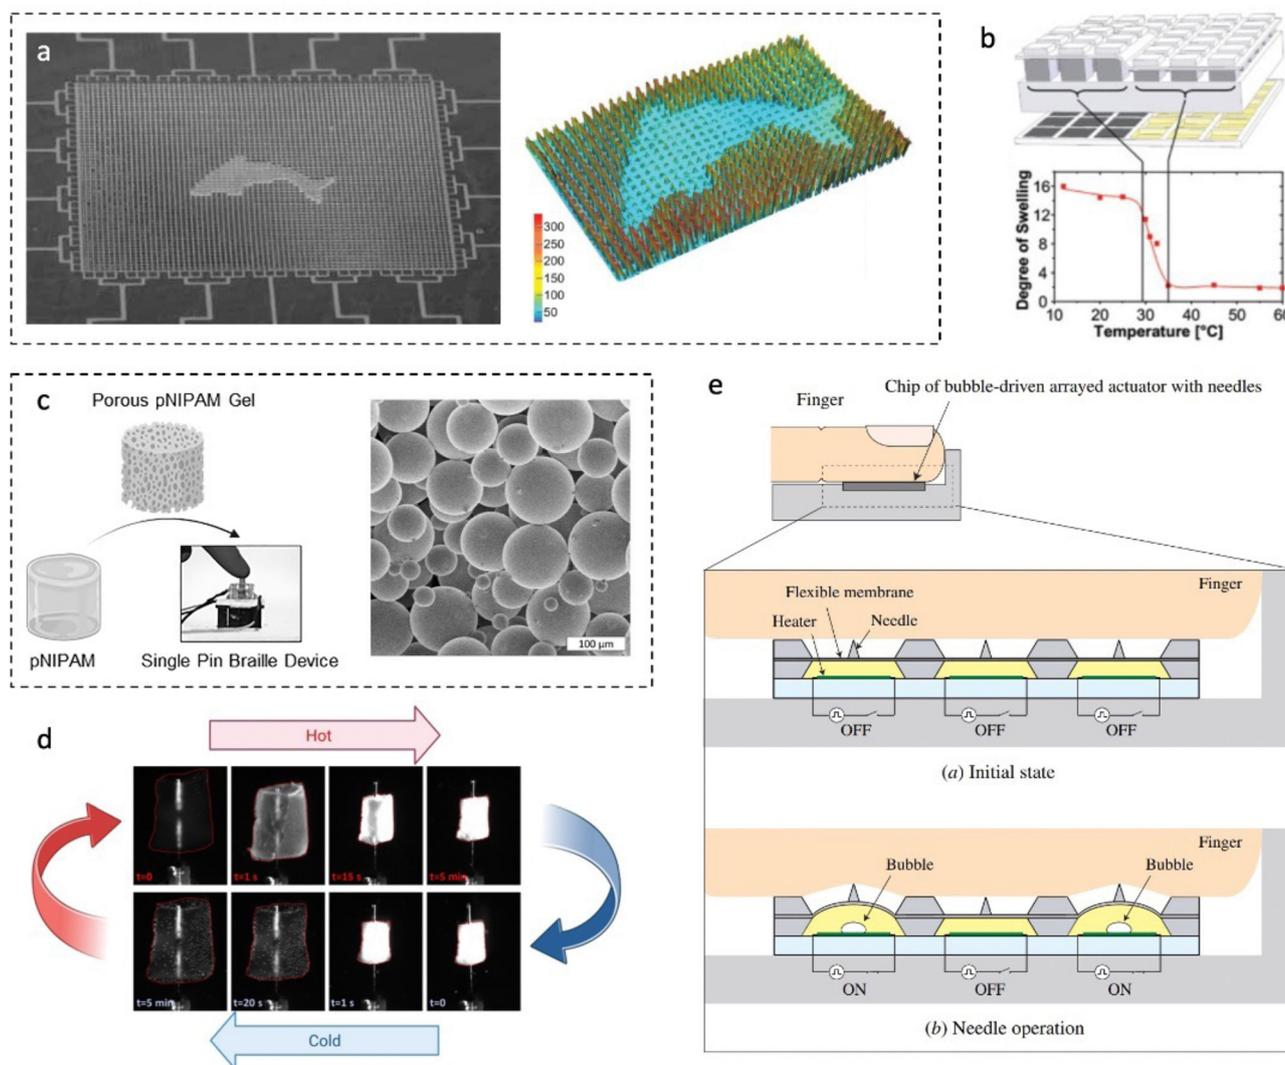 a
300
250
200
150
100
50
b
Degree of Swelling
16
12
8
4
2
0
10 20 30 40 50 60
Temperature [°C]
c
Porous pNIPAM Gel
pNIPAM
Single Pin Braille Device
100 µm
d
Hot
t=0
t=1 s
t=15 s
t=5 min
t=5 min
t=20 s
t=1 s
t=0
Cold
e
Chip of bubble-driven arrayed actuator with needles
Finger
Finger
Flexible membrane
Heater
Needle
OFF
OFF
OFF
(a) Initial state
Finger
Bubble
Bubble
ON
OFF
ON
(b) Needle operation